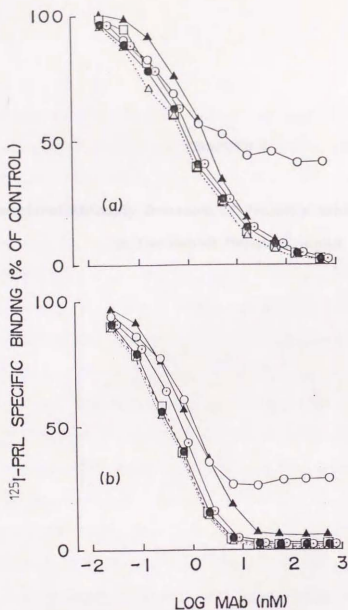 ¹²⁵I-PRL SPECIFIC BINDING (% OF CONTROL)
100
50
0
(a)
100
50
0
(b)
−2 −1 0 1 2 3
LOG MAb (nM)